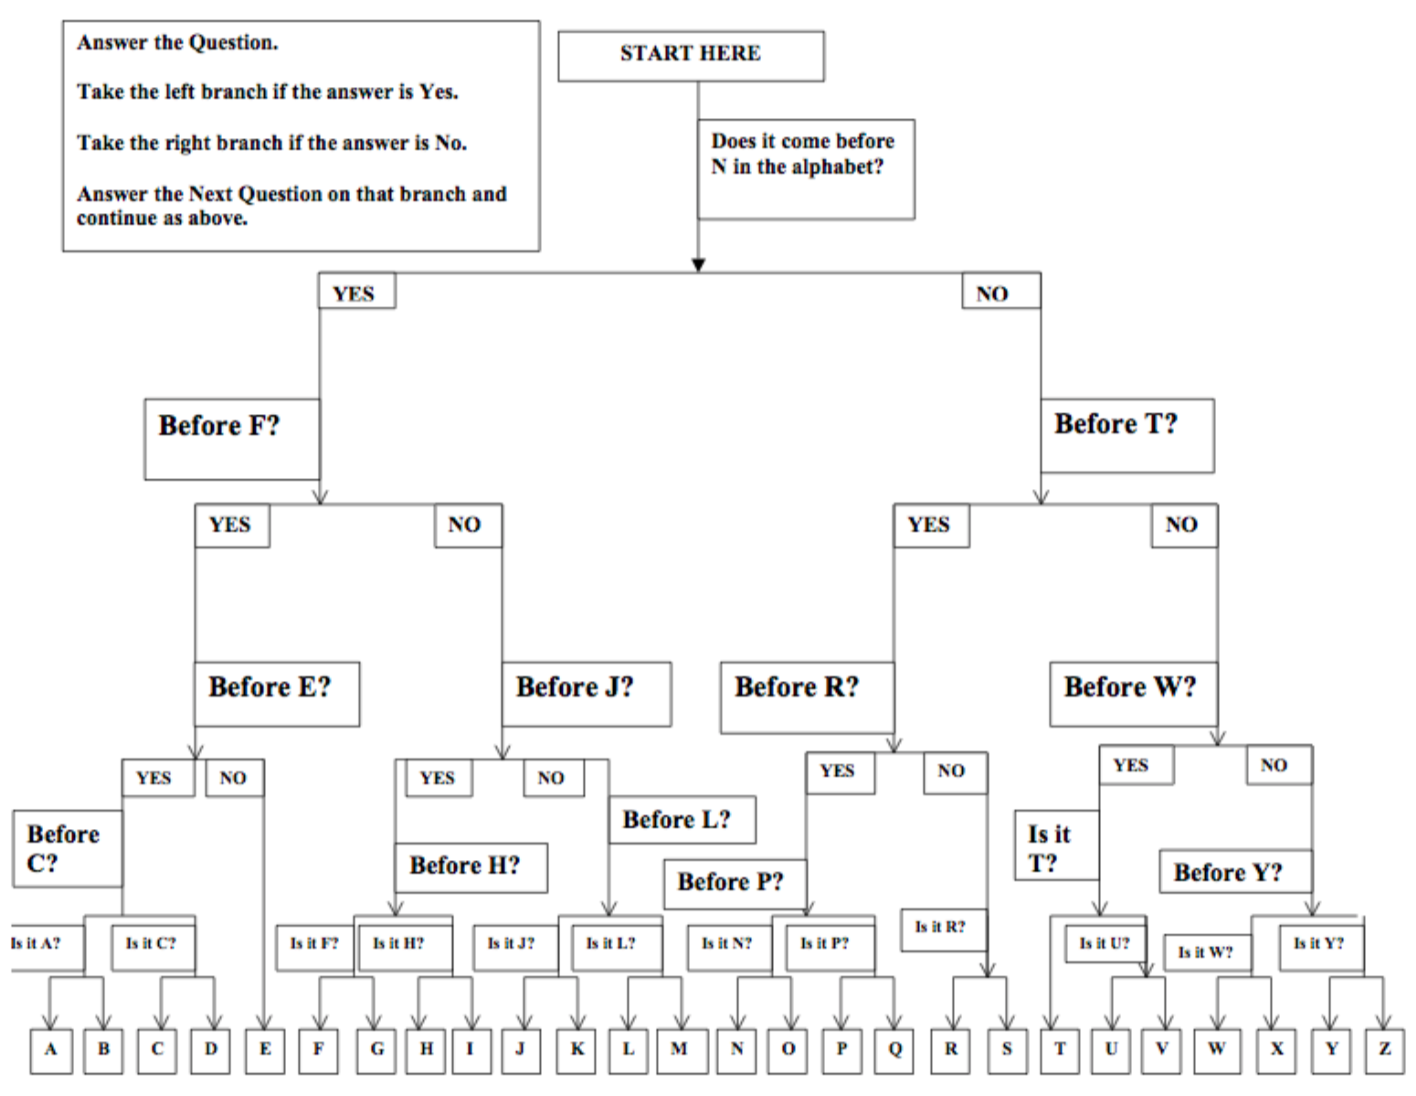 Answer the Question.
Take the left branch if the answer is Yes.
Take the right branch if the answer is No.
Answer the Next Question on that branch and
continue as above.
START HERE
Does it come before
N in the alphabet?
YES
NO
Before F?
Before T?
YES
NO
YES
NO
Before E?
Before J?
Before R?
Before W?
YES
NO
YES
NO
YES
NO
YES
NO
Before
C?
Before H?
Before L?
Before P?
Is it
T?
Before Y?
Is it A?
Is it C?
Is it F?
Is it H?
Is it J?
Is it L?
Is it N?
Is it P?
Is it R?
Is it U?
Is it W?
Is it Y?
A
B
C
D
E
F
G
H
I
J
K
L
M
N
O
P
Q
R
S
T
U
V
W
X
Y
Z